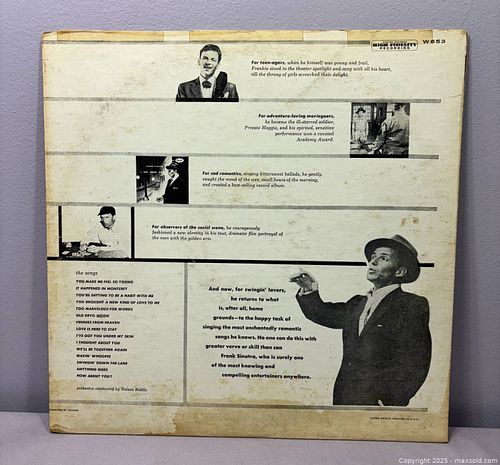 HIGH FIDELITY
RECORDING
W 653
For teen-agers, when he himself was young and frail,
Frankie stood in the theater spotlight and sang with all his heart,
till the throng of girls screeched their delight.
For adventure-loving moviegoers,
he became the ill-starred soldier,
Private Maggio, and his spirited, sensitive
performance won a coveted
Academy Award.
For sad romantics, singing bittersweet ballads, he gently
caught the mood of the wee, small hours of the morning,
and created a best-selling record album.
For observers of the social scene, he courageously
fashioned a new identity in his taut, dramatic film portrayal of
the man with the golden arm.
the songs
YOU MAKE ME FEEL SO YOUNG
IT HAPPENED IN MONTEREY
YOU'RE GETTING TO BE A HABIT WITH ME
YOU BROUGHT A NEW KIND OF LOVE TO ME
TOO MARVELOUS FOR WORDS
OLD DEVIL MOON
PENNIES FROM HEAVEN
LOVE IS HERE TO STAY
I'VE GOT YOU UNDER MY SKIN
I THOUGHT ABOUT YOU
WE'LL BE TOGETHER AGAIN
MAKIN' WHOOPEE
SWINGIN' DOWN THE LANE
ANYTHING GOES
HOW ABOUT YOU?
orchestra conducted by Nelson Riddle
And now, for swingin' lovers,
he returns to what
is, after all, home
grounds—to the happy task of
singing the most enchantedly romantic
songs he knows. No one can do this with
greater verve or skill than can
Frank Sinatra, who is surely one
of the most knowing and
compelling entertainers anywhere.
Copyright 2025 - maxsold.com